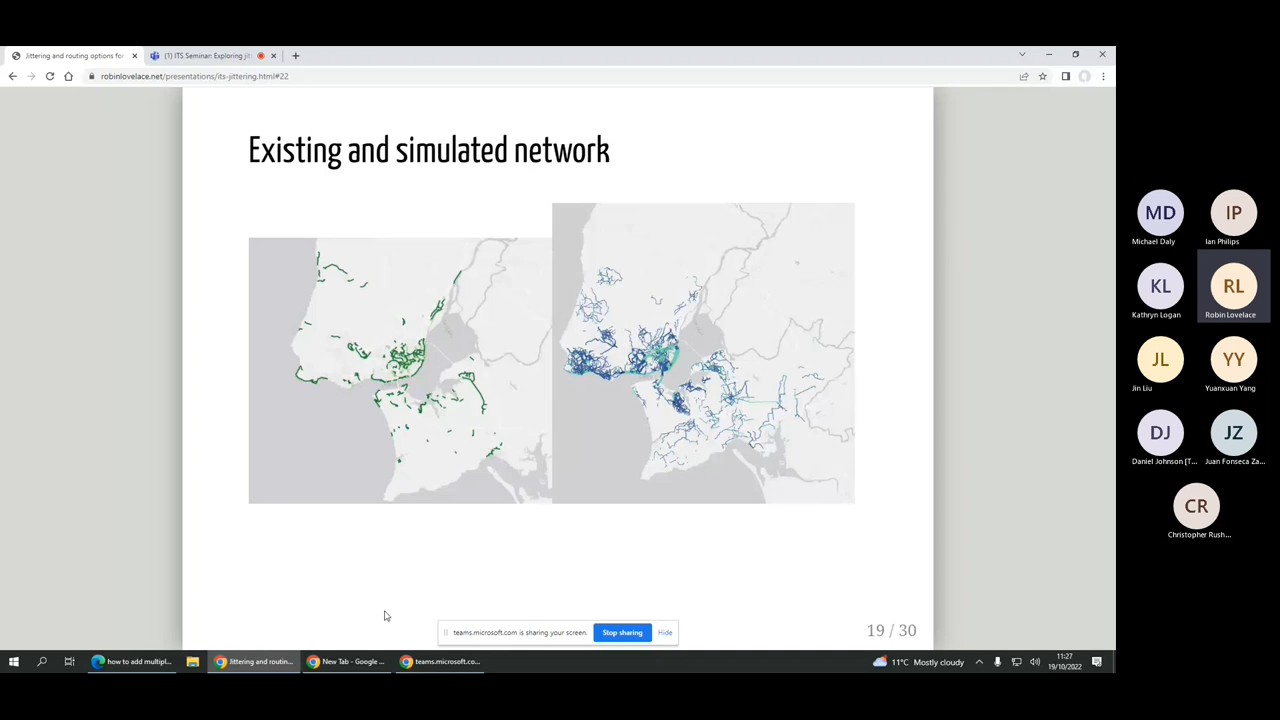 Jittering and routing options for
(1) ITS Seminar: Exploring jit
robinlovelace.net/presentations/its-jittering.html#22
Existing and simulated network
MD
IP
Michael Daly
Ian Philips
KL
RL
Kathryn Logan
Robin Lovelace
JL
YY
Jin Liu
Yuanxuan Yang
DJ
JZ
Daniel Johnson [T...
Juan Fonseca Za...
CR
Christopher Rush...
teams.microsoft.com is sharing your screen.
Stop sharing
Hide
19 / 30
how to add multipl...
Jittering and routin...
New Tab - Google ...
teams.microsoft.co...
11°C Mostly cloudy
11:27
19/10/2022